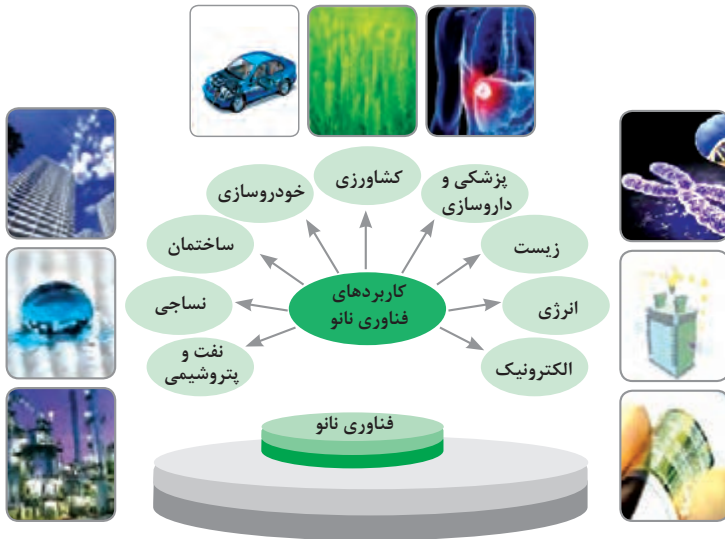 کشاورزی
پزشکی و
داروسازی
خودروسازی
زیست
ساختمان
کاربردهای
فناوری نانو
انرژی
نساجی
الکترونیک
نفت و
پتروشیمی
فناوری نانو